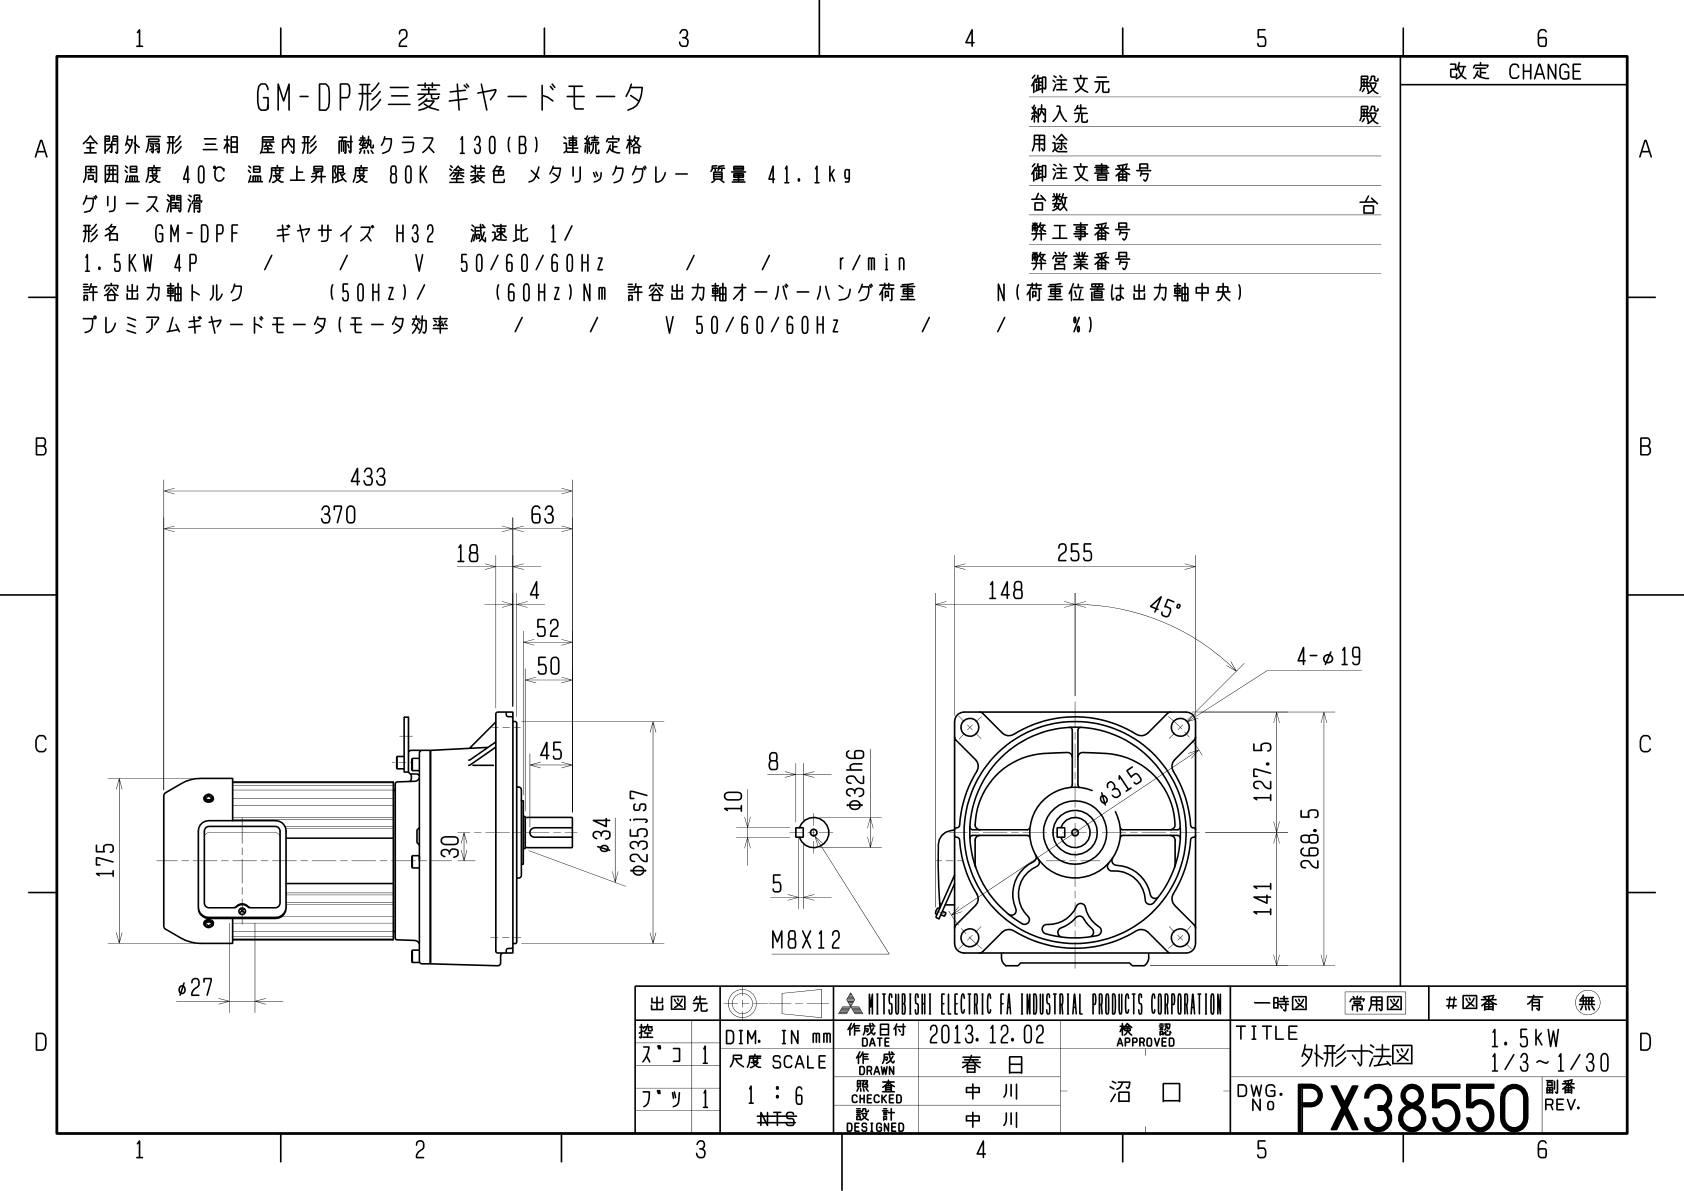 1 2 3 4 5 6
改定 CHANGE
GM-DP形三菱ギヤードモータ
全閉外扇形 三相 屋内形 耐熱クラス 130(B) 連続定格
周囲温度 40℃ 温度上昇限度 80K 塗装色 メタリックグレー 質量 41.1kg
グリース潤滑
形名 GM-DPF ギヤサイズ H32 減速比 1/
1.5KW 4P / / V 50/60/60Hz / / r/min
許容出力軸トルク (50Hz)/ (60Hz)Nm 許容出力軸オーバーハング荷重 N(荷重位置は出力軸中央)
プレミアムギヤードモータ(モータ効率 / / V 50/60/60Hz / / %)
御注文元 殿
納入先 殿
用途
御注文書番号
台数 台
弊工事番号
弊営業番号
A A
B B
C C
D D
433
370 63
18
4
52
50
45
175
30
φ34
Φ235js7
φ27
8
10
Φ32h6
5
M8X12
255
148
45°
4-φ19
φ315
127.5
268.5
141
出図先
控
ズコ 1
ブツ 1
DIM. IN mm
尺度 SCALE
1 : 6
NTS
MITSUBISHI ELECTRIC FA INDUSTRIAL PRODUCTS CORPORATION
作成日付 DATE 2013.12.02
作成 DRAWN 春日
照査 CHECKED 中川
設計 DESIGNED 中川
検認 APPROVED
沼口
一時図 常用図 #図番 有 無
TITLE
外形寸法図
1.5kW
1/3~1/30
DWG. No PX38550
副番 REV.
1 2 3 4 5 6